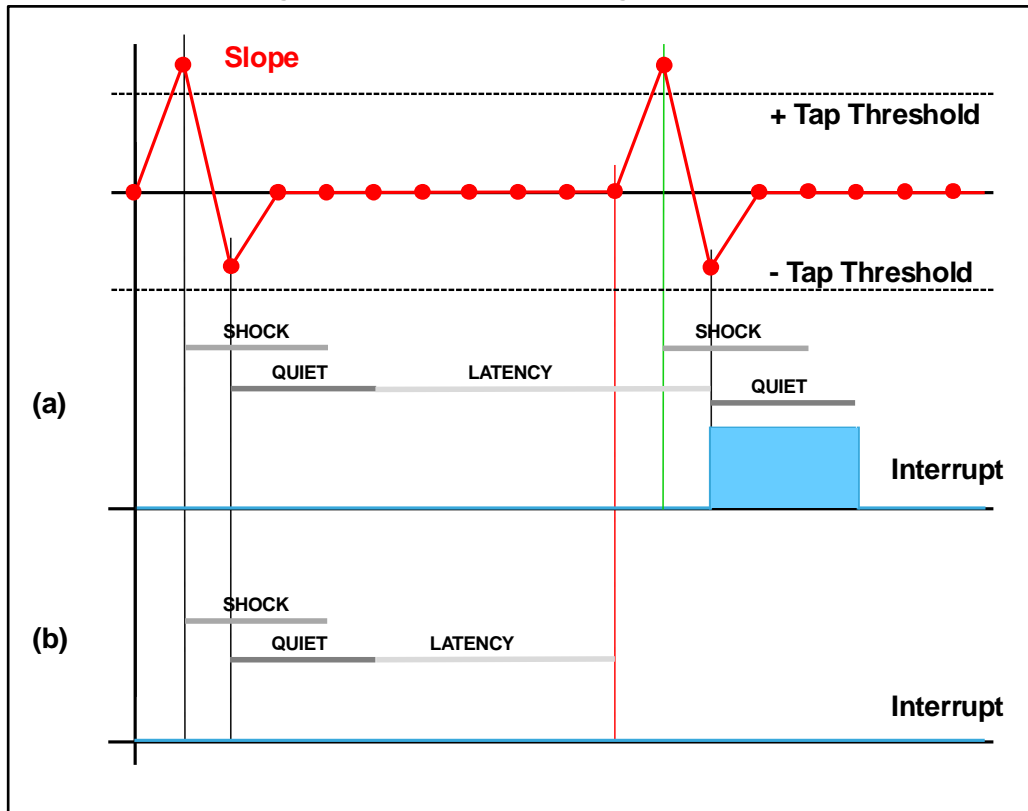 Slope
+ Tap Threshold
- Tap Threshold
SHOCK
SHOCK
QUIET
LATENCY
QUIET
(a)
Interrupt
SHOCK
(b)
QUIET
LATENCY
Interrupt